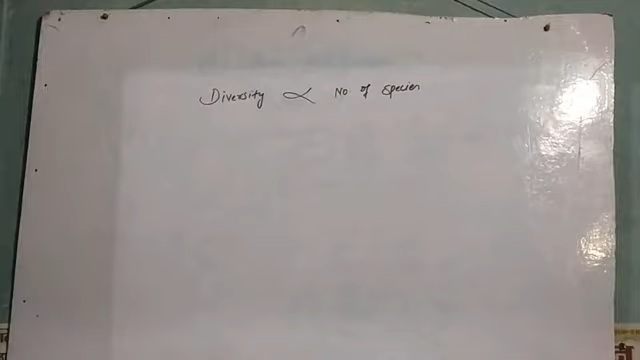 Diversity ∝ No. of species